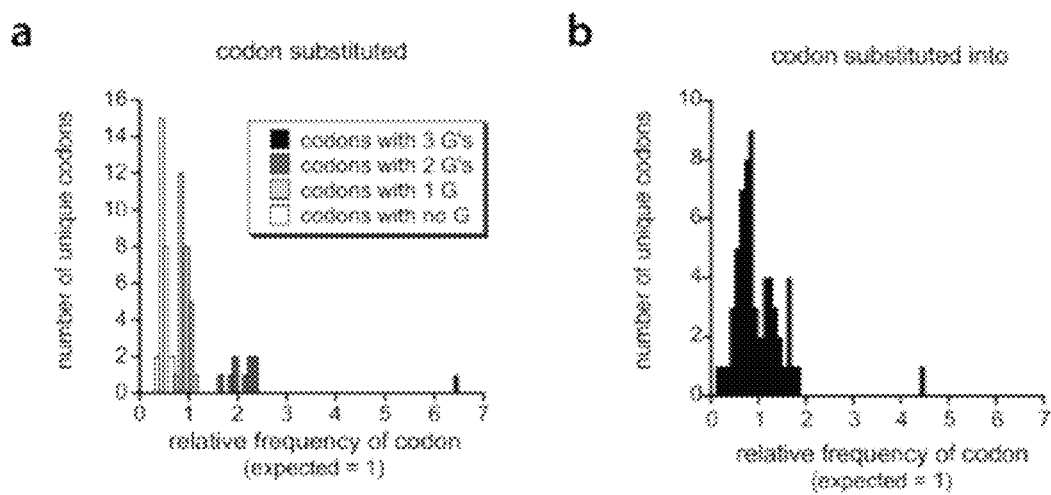 a
codon substituted
number of unique codons
16
14
12
10
8
6
4
2
0
codons with 3 G's
codons with 2 G's
codons with 1 G
codons with no G
0 1 2 3 4 5 6 7
relative frequency of codon
(expected = 1)
b
codon substituted into
number of unique codons
10
8
6
4
2
0
0 1 2 3 4 5 6 7
relative frequency of codon
(expected = 1)